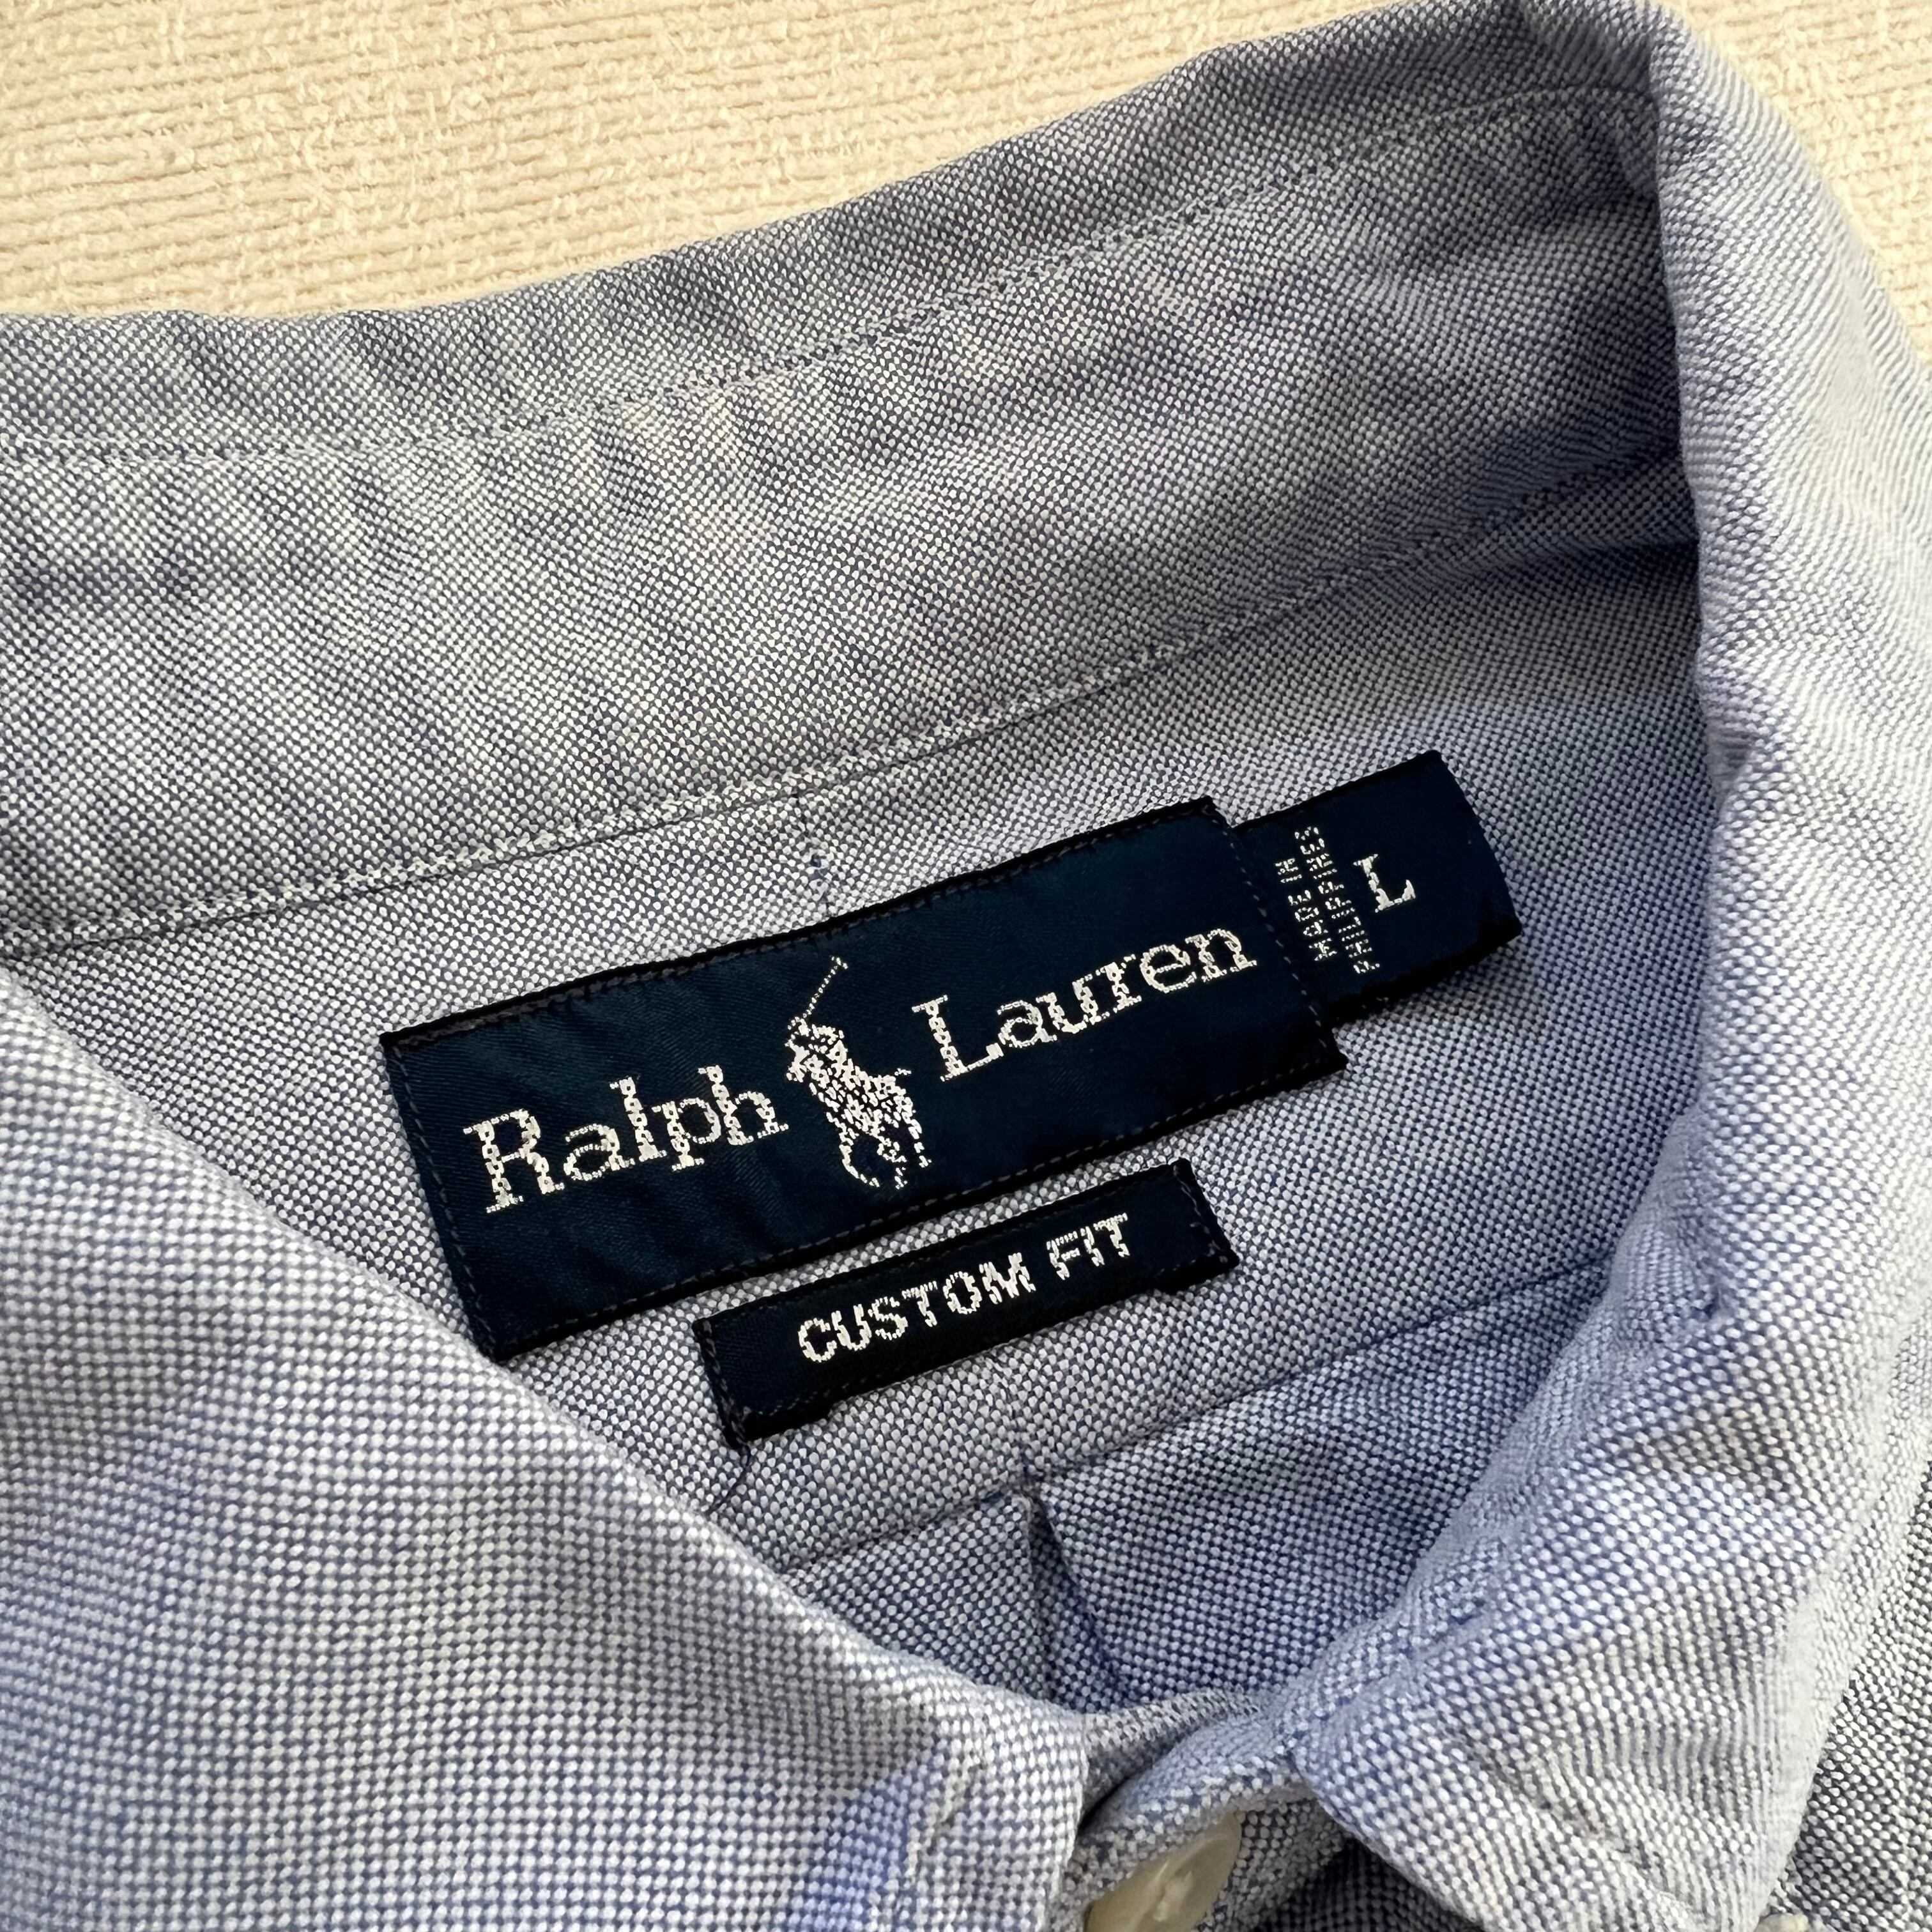 Ralph Lauren
MADE IN
PHILIPPINES
L
CUSTOM FIT